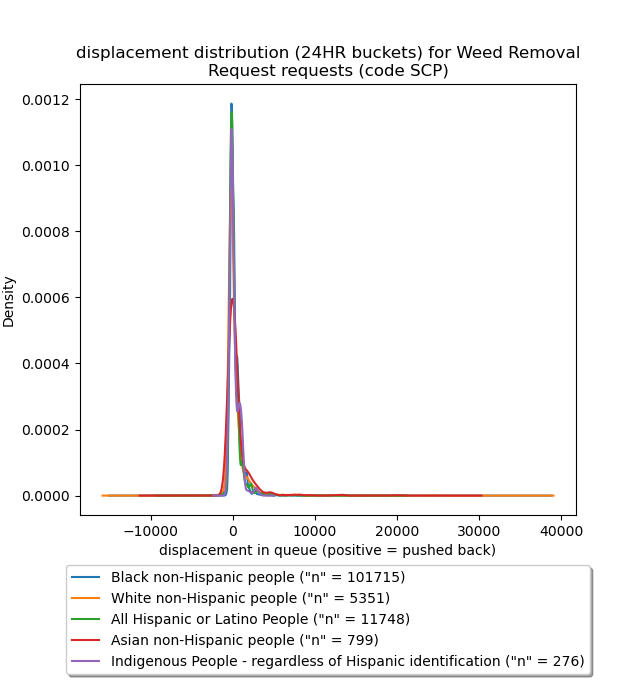 displacement distribution (24HR buckets) for Weed Removal
Request requests (code SCP)
0.0012
0.0010
0.0008
0.0006
0.0004
0.0002
0.0000
Density
−10000 0 10000 20000 30000 40000
displacement in queue (positive = pushed back)
Black non-Hispanic people ("n" = 101715)
White non-Hispanic people ("n" = 5351)
All Hispanic or Latino People ("n" = 11748)
Asian non-Hispanic people ("n" = 799)
Indigenous People - regardless of Hispanic identification ("n" = 276)